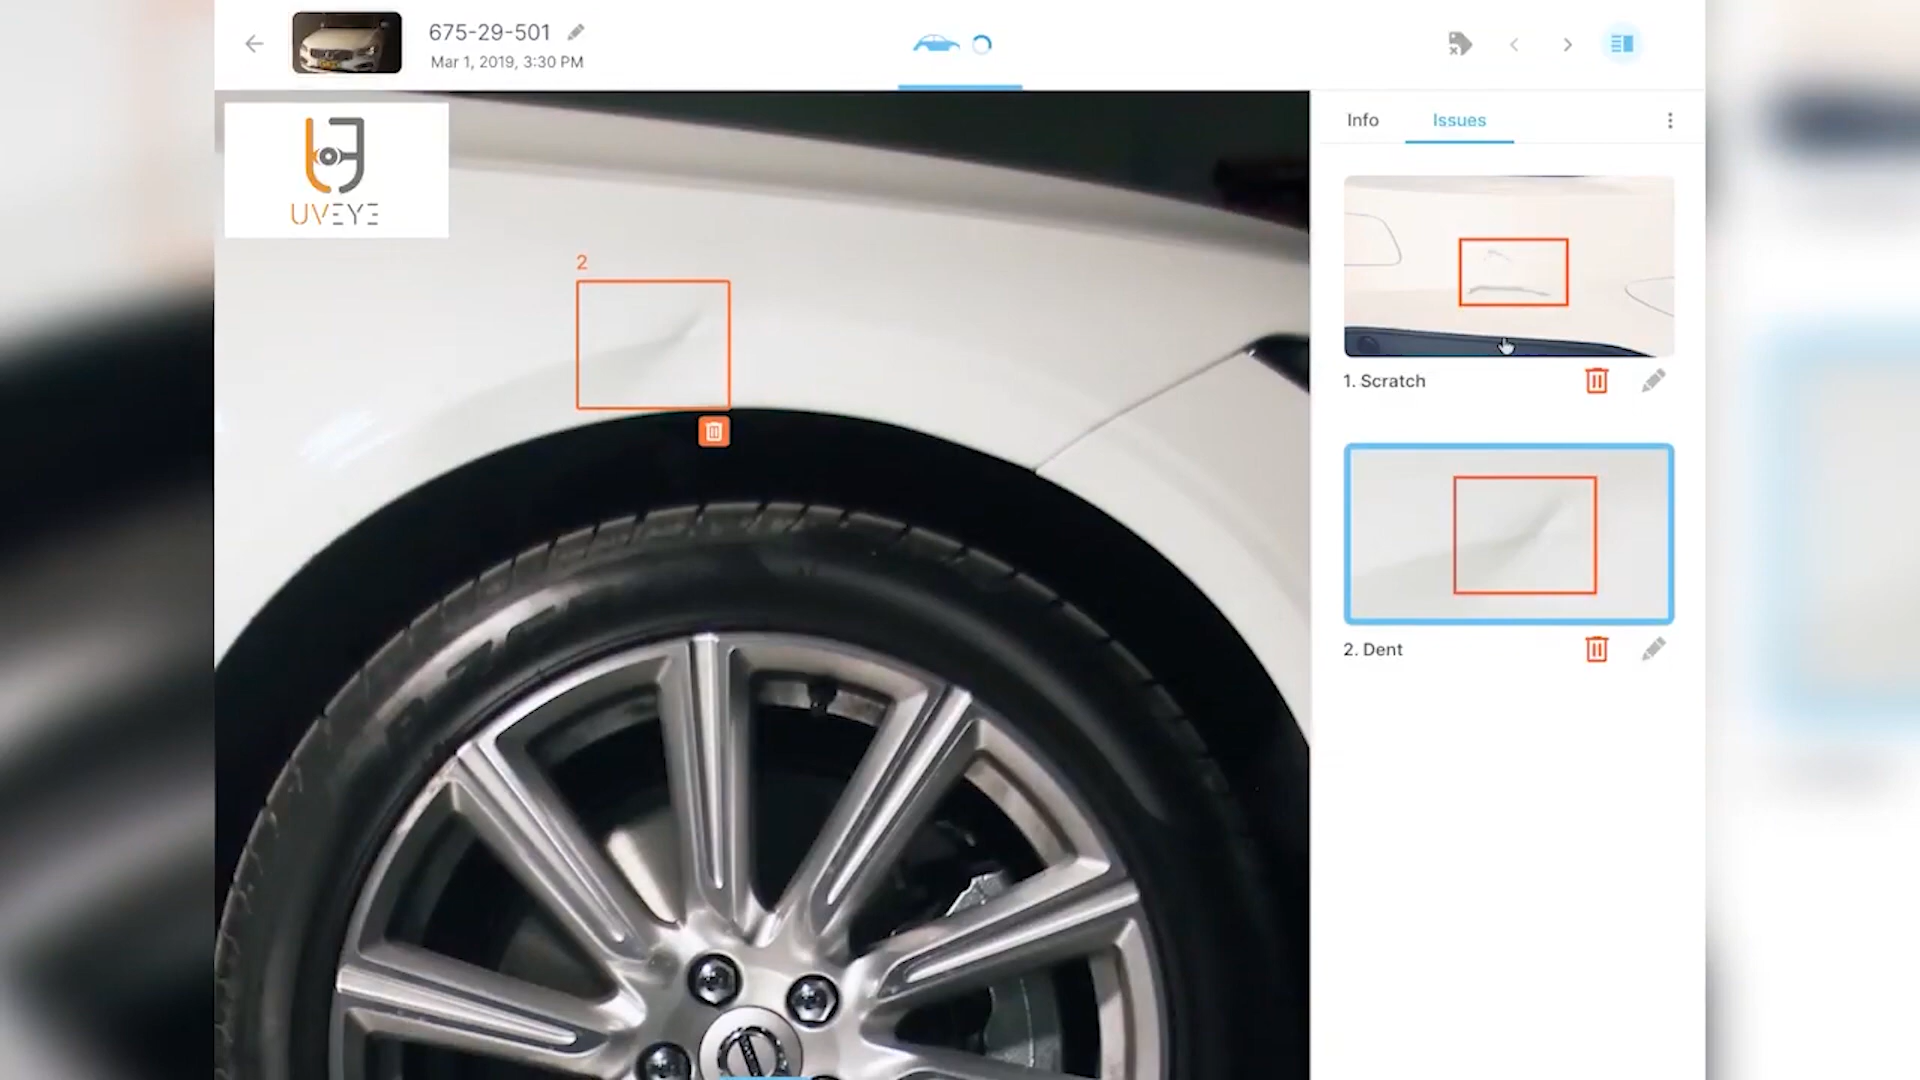 675-29-501
Mar 1, 2019, 3:30 PM
UVEYE
Info
Issues
2
1. Scratch
2. Dent